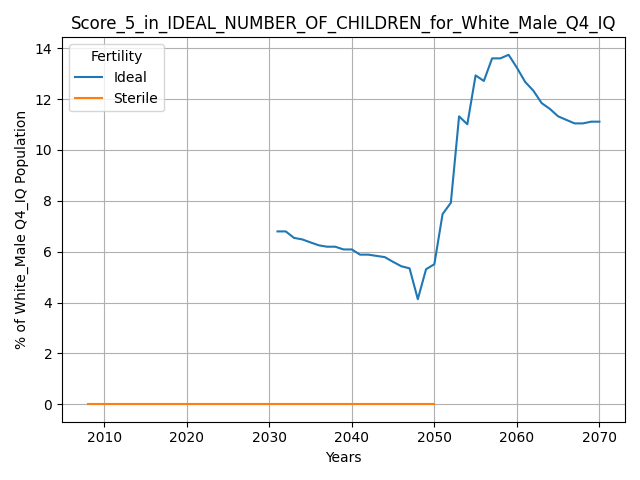 Score_5_in_IDEAL_NUMBER_OF_CHILDREN_for_White_Male_Q4_IQ
Fertility
Ideal
Sterile
% of White_Male Q4_IQ Population
14
12
10
8
6
4
2
0
2010 2020 2030 2040 2050 2060 2070
Years